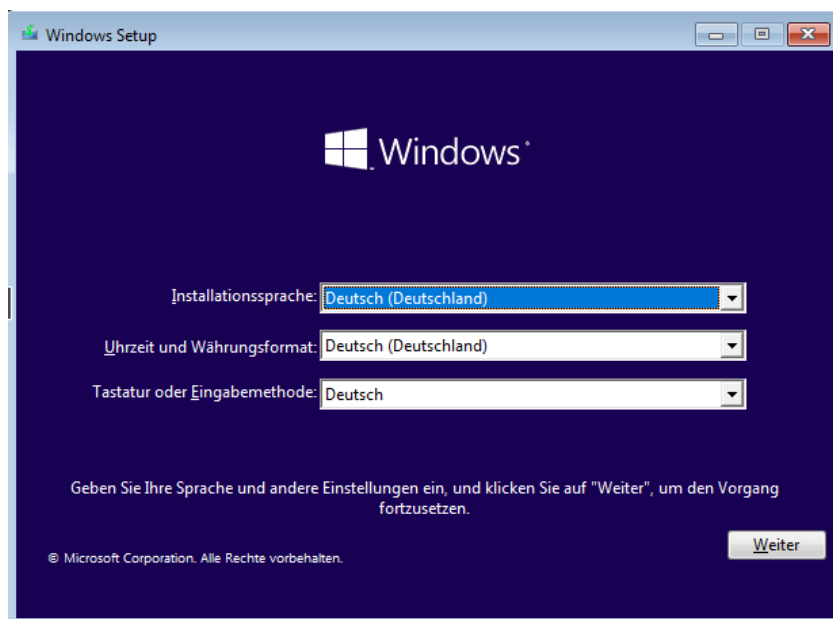 Windows Setup
Windows
Installationssprache: Deutsch (Deutschland)
Uhrzeit und Währungsformat: Deutsch (Deutschland)
Tastatur oder Eingabemethode: Deutsch
Geben Sie Ihre Sprache und andere Einstellungen ein, und klicken Sie auf "Weiter", um den Vorgang
fortzusetzen.
Weiter
© Microsoft Corporation. Alle Rechte vorbehalten.